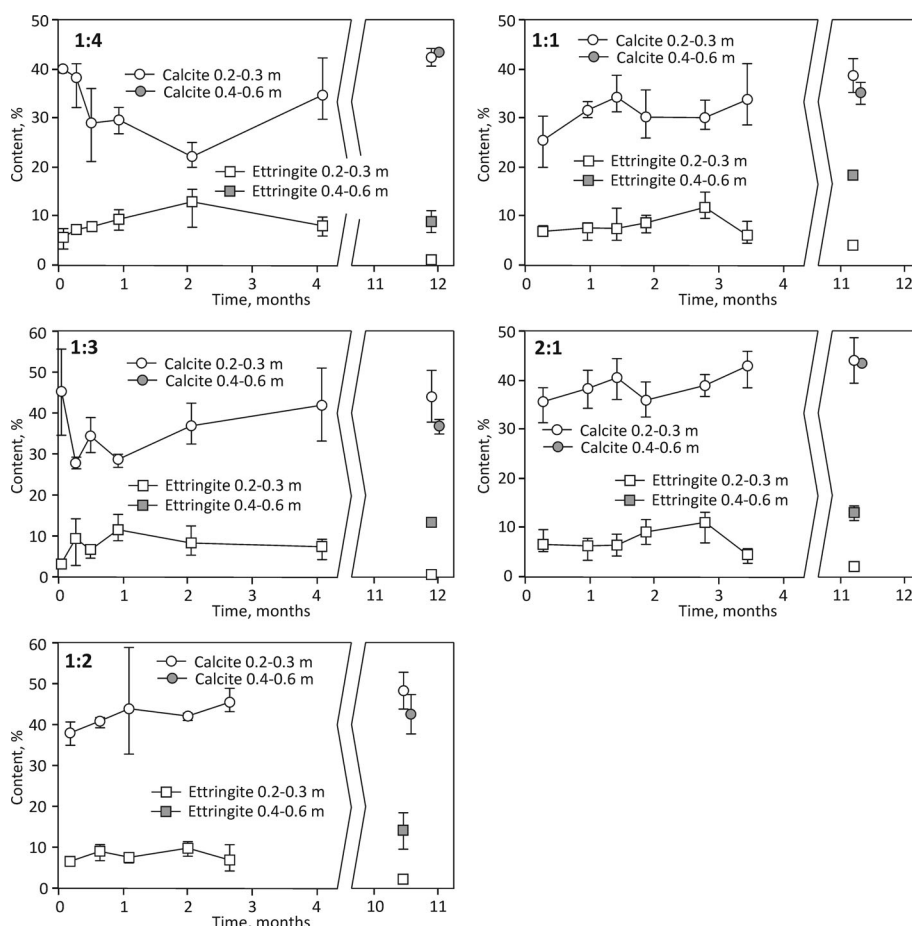 50
40
30
20
10
0
Content, %
1:4
Calcite 0.2-0.3 m
Calcite 0.4-0.6 m
Ettringite 0.2-0.3 m
Ettringite 0.4-0.6 m
0 1 2 3 4 11 12
Time, months
50
40
30
20
10
0
Content, %
1:1
Calcite 0.2-0.3 m
Calcite 0.4-0.6 m
Ettringite 0.2-0.3 m
Ettringite 0.4-0.6 m
0 1 2 3 4 11 12
Time, months
60
50
40
30
20
10
0
Content, %
1:3
Calcite 0.2-0.3 m
Calcite 0.4-0.6 m
Ettringite 0.2-0.3 m
Ettringite 0.4-0.6 m
0 1 2 3 4 11 12
Time, months
50
40
30
20
10
0
Content, %
2:1
Calcite 0.2-0.3 m
Calcite 0.4-0.6 m
Ettringite 0.2-0.3 m
Ettringite 0.4-0.6 m
0 1 2 3 4 11 12
Time, months
60
50
40
30
20
10
0
Content, %
1:2
Calcite 0.2-0.3 m
Calcite 0.4-0.6 m
Ettringite 0.2-0.3 m
Ettringite 0.4-0.6 m
0 1 2 3 4 10 11
Time, months